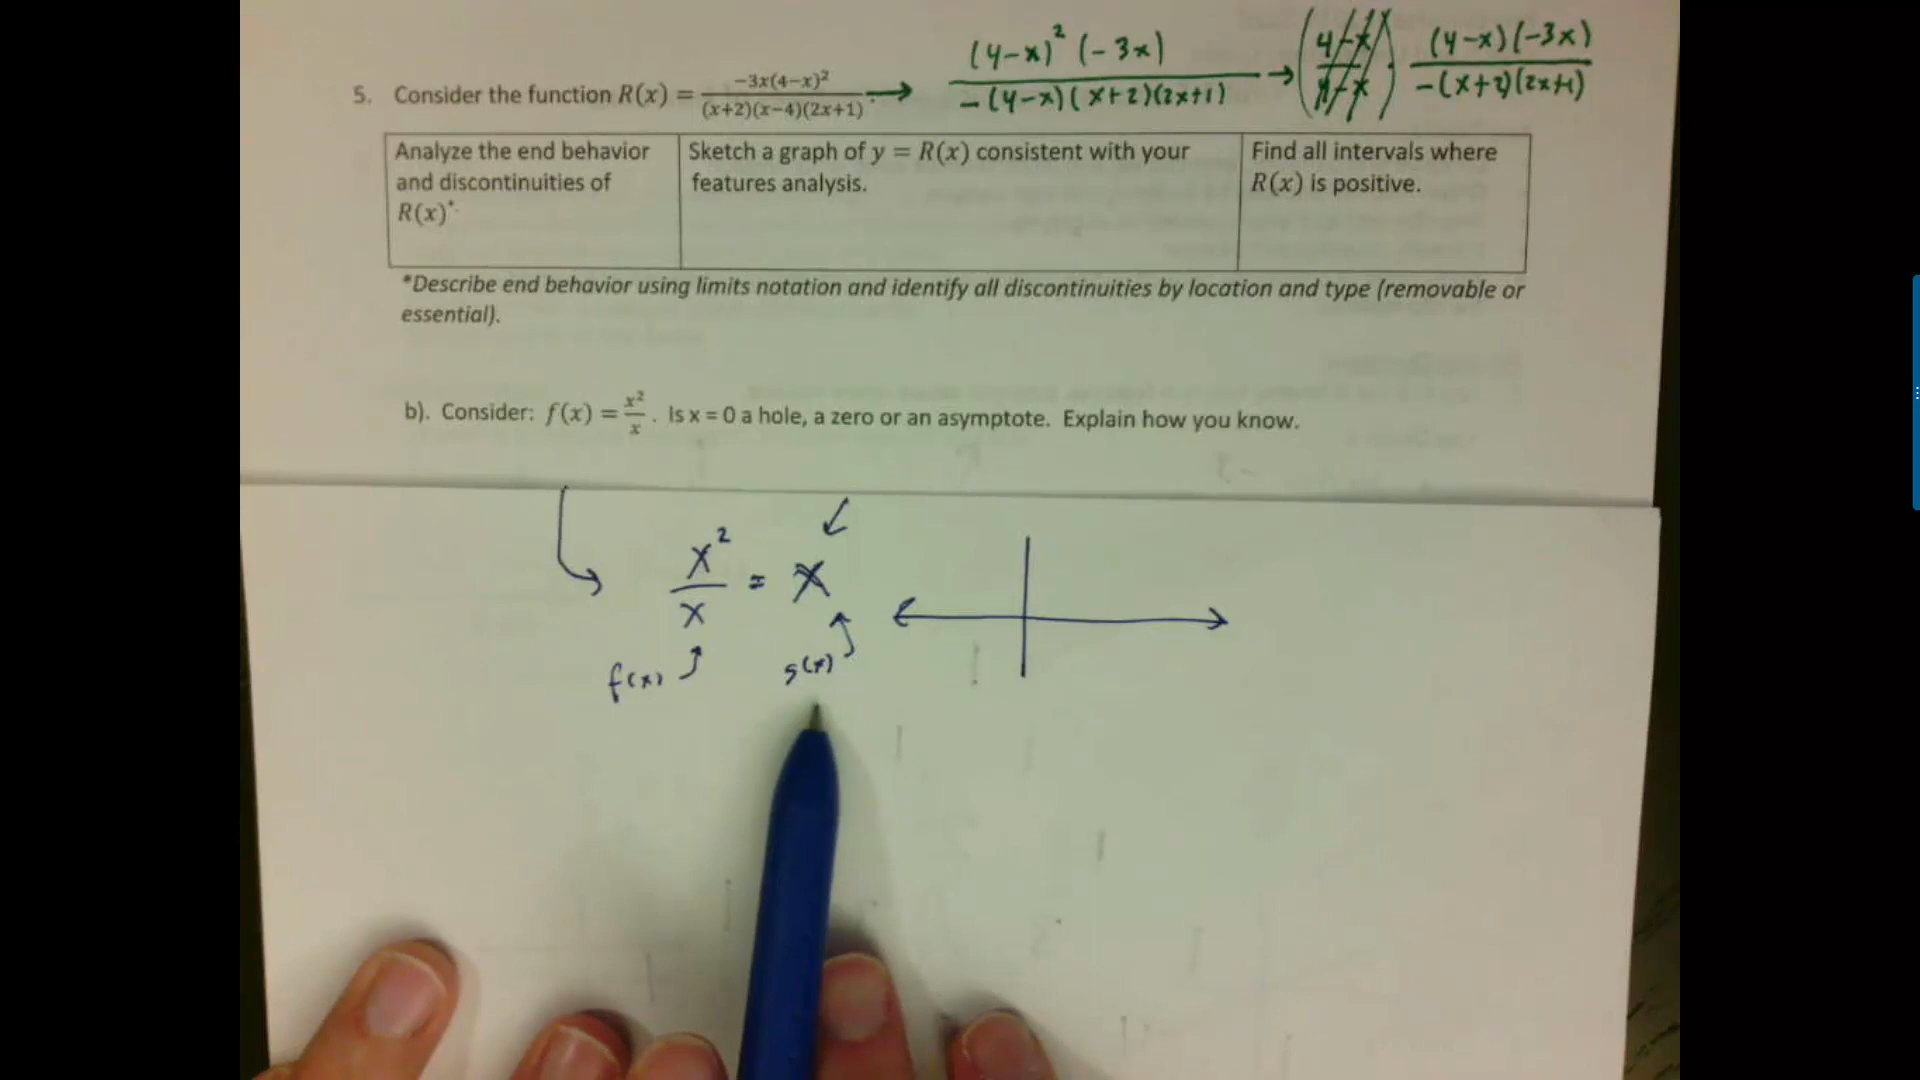 (4-x)² (-3x)
-(4-x)(x+2)(2x+1)
(4-x)(-3x)
-(x+2)(2x+1)
5. Consider the function R(x) = −3x(4−x)² / (x+2)(x−4)(2x+1) .
Analyze the end behavior
and discontinuities of
R(x)*
Sketch a graph of y = R(x) consistent with your
features analysis.
Find all intervals where
R(x) is positive.
*Describe end behavior using limits notation and identify all discontinuities by location and type (removable or
essential).
b). Consider: f(x) = x²/x . Is x = 0 a hole, a zero or an asymptote. Explain how you know.
x²/x = x
f(x)
g(x)